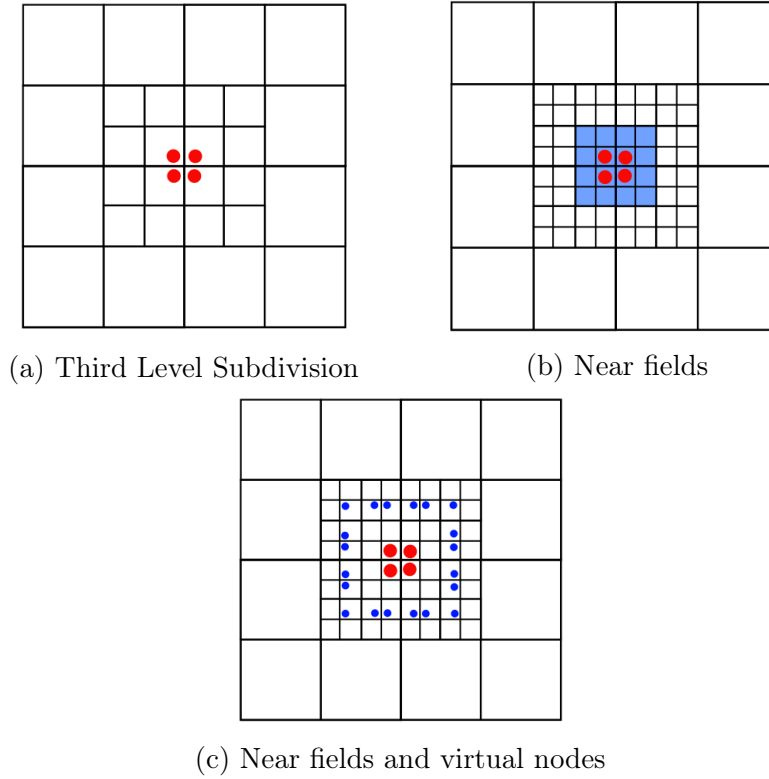 (a) Third Level Subdivision
(b) Near fields
(c) Near fields and virtual nodes